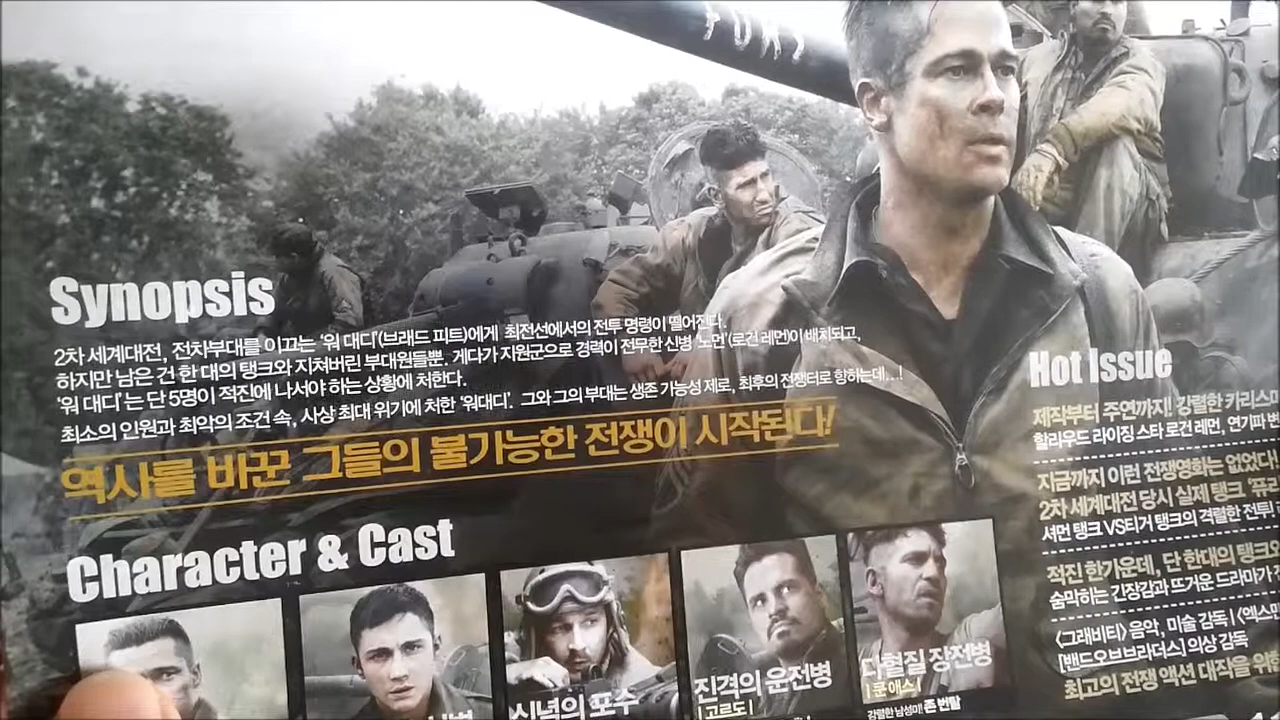 FURY
Synopsis
2차 세계대전, 전차부대를 이끄는 '워 대디'(브래드 피트)에게 최전선에서의 전투 명령이 떨어진다.
하지만 남은 건 한 대의 탱크와 지쳐버린 부대원들뿐. 게다가 지원군으로 경력이 전무한 신병 '노먼'(로건 레먼)이 배치되고,
'워 대디'는 단 5명이 적진에 나서야 하는 상황에 처한다.
최소의 인원과 최악의 조건 속, 사상 최대 위기에 처한 '워대디'. 그와 그의 부대는 생존 가능성 제로, 최후의 전쟁터로 향하는데...!
역사를 바꾼 그들의 불가능한 전쟁이 시작된다!
Character & Cast
신념의 포수
진격의 운전병
| 고르도 |
다혈질 장전병
| 쿤 애스 |
강렬한 남성미! 존 번탈
Hot Issue
제작부터 주연까지! 강렬한 카리스마
할리우드 라이징 스타 로건 레먼, 연기파
지금까지 이런 전쟁영화는 없었다!
2차 세계대전 당시 실제 탱크 '퓨리
셔먼 탱크 VS티거 탱크의 격렬한 전투!
적진 한가운데, 단 한대의 탱크와
숨막히는 긴장감과 뜨거운 드라마가
〈그래비티〉 음악, 미술 감독 | 〈엑스
[밴드오브브라더스] 의상 감독
최고의 전쟁 액션 대작을 위해